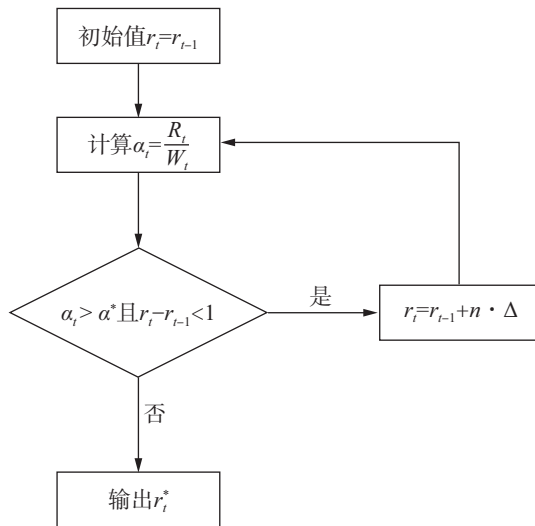 初始值r_t=r_{t-1}
计算α_t=\frac{R_t}{W_t}
α_t> α^*且r_t-r_{t-1}<1
是
r_t=r_{t-1}+n · Δ
否
输出r_t^*